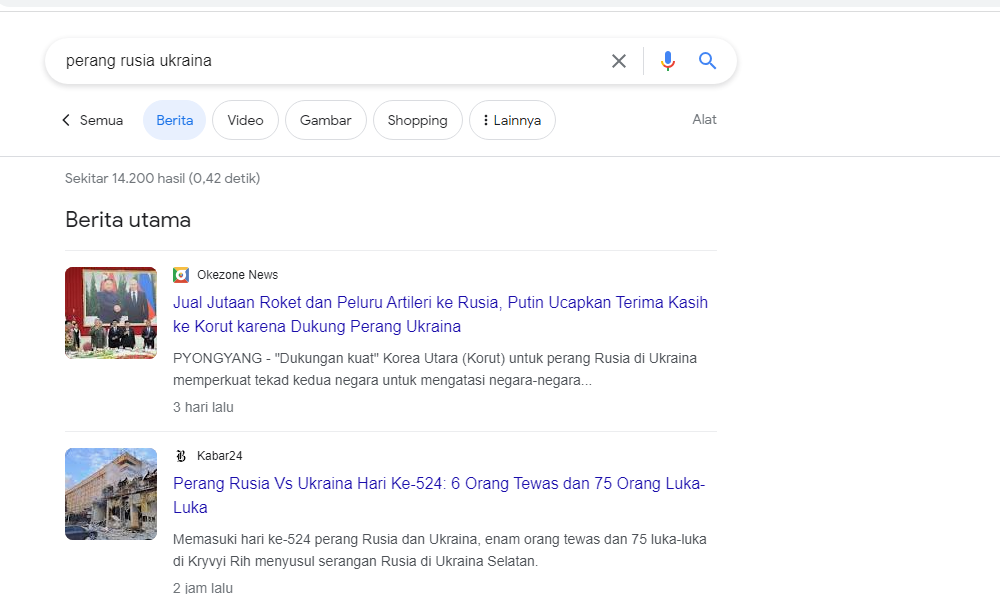 perang rusia ukraina
Semua Berita Video Gambar Shopping Lainnya Alat
Sekitar 14.200 hasil (0,42 detik)
Berita utama
Okezone News
Jual Jutaan Roket dan Peluru Artileri ke Rusia, Putin Ucapkan Terima Kasih
ke Korut karena Dukung Perang Ukraina
PYONGYANG - "Dukungan kuat" Korea Utara (Korut) untuk perang Rusia di Ukraina
memperkuat tekad kedua negara untuk mengatasi negara-negara...
3 hari lalu
Kabar24
Perang Rusia Vs Ukraina Hari Ke-524: 6 Orang Tewas dan 75 Orang Luka-
Luka
Memasuki hari ke-524 perang Rusia dan Ukraina, enam orang tewas dan 75 luka-luka
di Kryvyi Rih menyusul serangan Rusia di Ukraina Selatan.
2 jam lalu